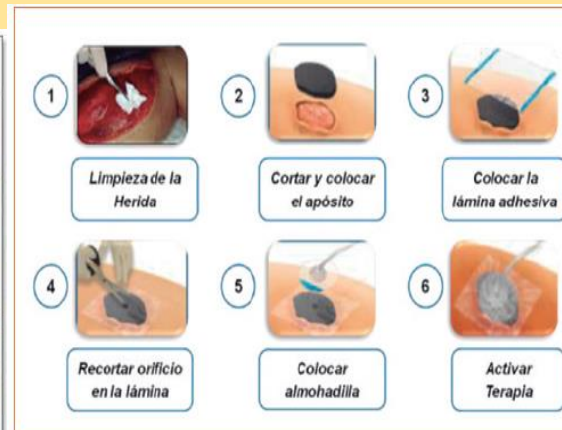 1
Limpieza de la
Herida
2
Cortar y colocar
el apósito
3
Colocar la
lámina adhesiva
4
Recortar orificio
en la lámina
5
Colocar
almohadilla
6
Activar
Terapia